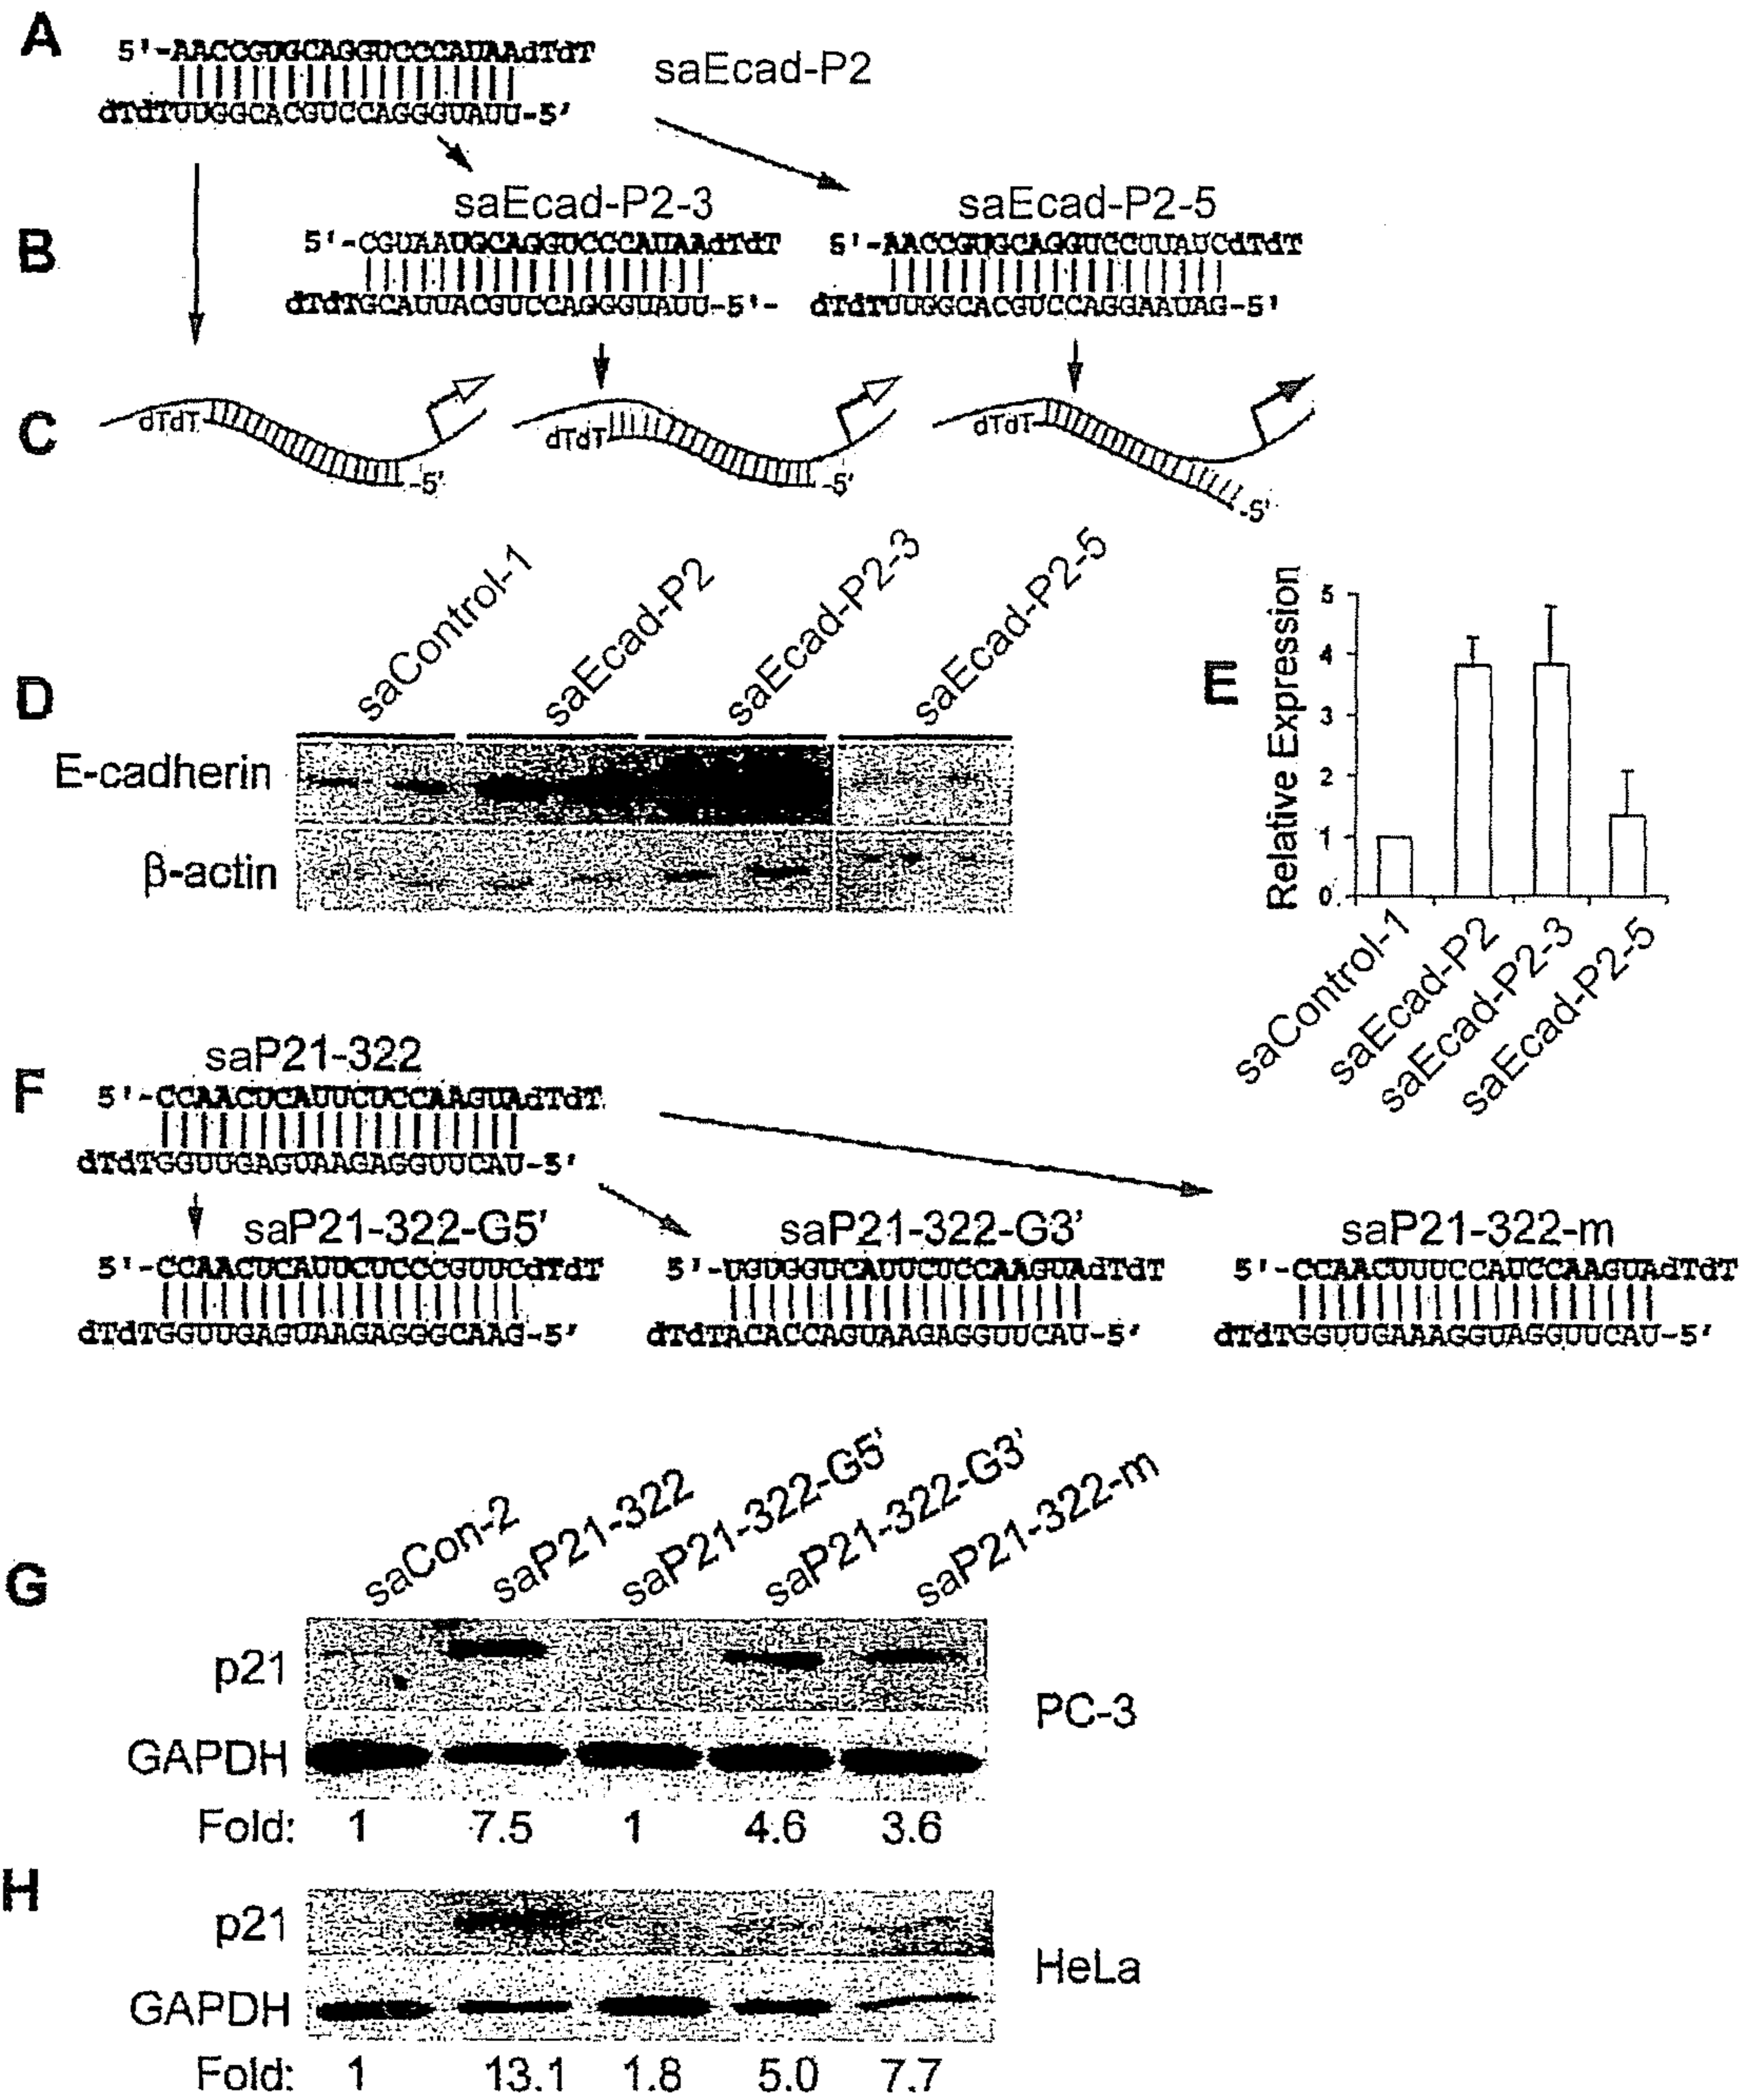 A
5'-AACCGUGCAGGUCCCAUAAdTdT
saEcad-P2
dTdTUUGGCACGUCCAGGGUAUU-5'
B
saEcad-P2-3
saEcad-P2-5
5'-CGUAAUGCAGGUCCCAUAAdTdT
5'-AACCGUGCAGGUCCUUAUCdTdT
dTdTGCAUUACGUCCAGGGUAUU-5'-
dTdTUUGGCACGUCCAGGAAUAG-5'
C
dTdT -5'
dTdT -5'
dTdT -5'
D
saControl-1
saEcad-P2
saEcad-P2-3
saEcad-P2-5
E-cadherin
β-actin
E
Relative Expression
5
4
3
2
1
0
saControl-1
saEcad-P2
saEcad-P2-3
saEcad-P2-5
F
saP21-322
5'-CCAACUCAUUCUCCAAGUAdTdT
dTdTGGUUGAGUAAGAGGUUCAU-5'
saP21-322-G5'
saP21-322-G3'
saP21-322-m
5'-CCAACUCAUUCUCCCGUUCdTdT
5'-UGUGGUCAUUCUCCAAGUAdTdT
5'-CCAACUUUCCAUCCAAGUAdTdT
dTdTGGUUGAGUAAGAGGGCAAG-5'
dTdTACACCAGUAAGAGGUUCAU-5'
dTdTGGUUGAAAGGUAGGUUCAU-5'
G
saCon-2
saP21-322
saP21-322-G5'
saP21-322-G3'
saP21-322-m
p21
PC-3
GAPDH
Fold: 1 7.5 1 4.6 3.6
H
p21
HeLa
GAPDH
Fold: 1 13.1 1.8 5.0 7.7